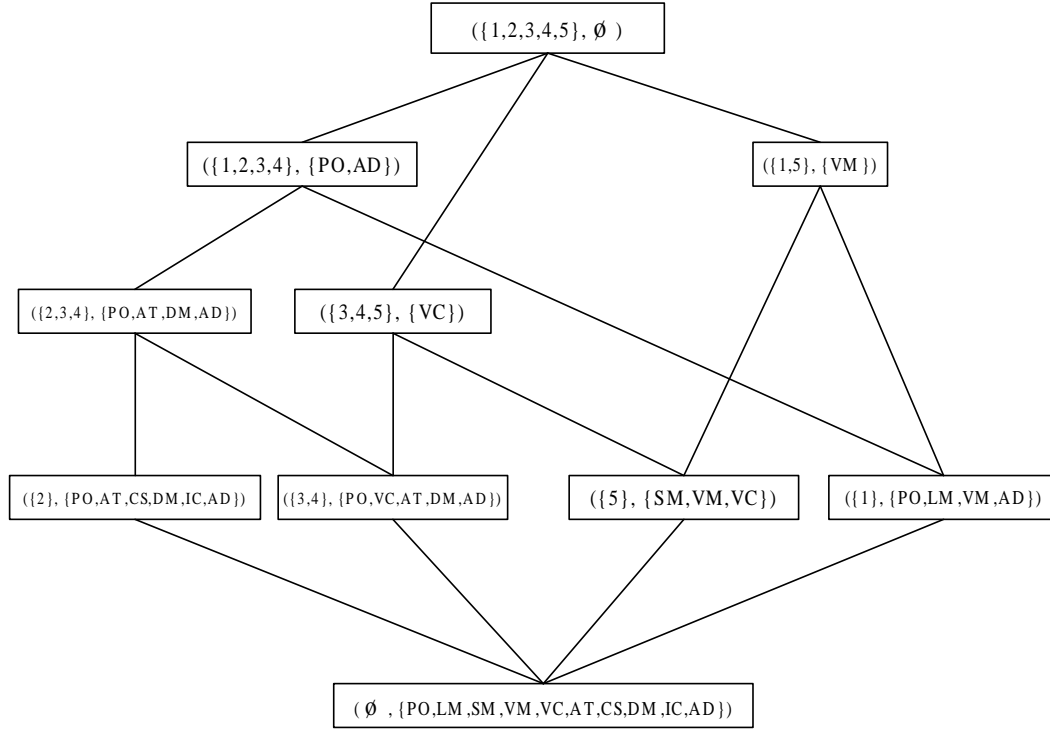 ({1,2,3,4,5}, Ø )
({1,2,3,4}, {PO,AD})
({1,5}, {VM})
({2,3,4}, {PO,AT,DM,AD})
({3,4,5}, {VC})
({2}, {PO,AT,CS,DM,IC,AD})
({3,4}, {PO,VC,AT,DM,AD})
({5}, {SM,VM,VC})
({1}, {PO,LM,VM,AD})
( Ø , {PO,LM,SM,VM,VC,AT,CS,DM,IC,AD})